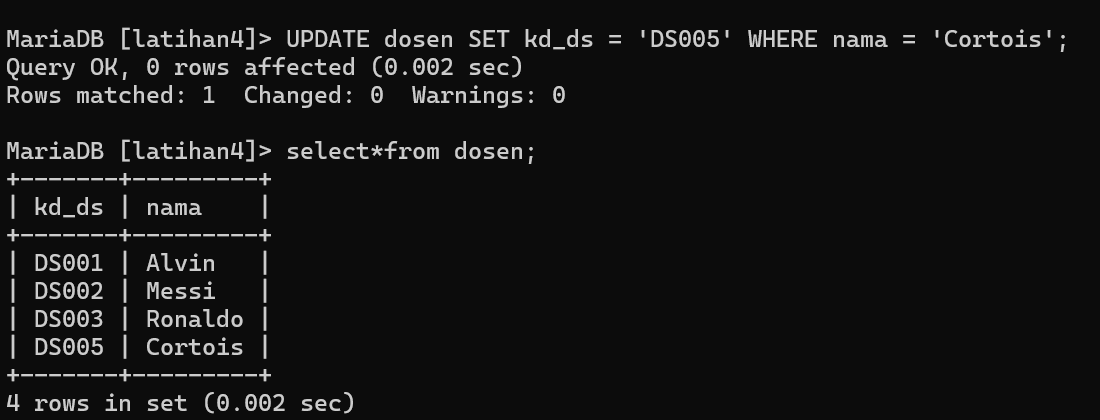 MariaDB [latihan4]> UPDATE dosen SET kd_ds = 'DS005' WHERE nama = 'Cortois';
Query OK, 0 rows affected (0.002 sec)
Rows matched: 1  Changed: 0  Warnings: 0
MariaDB [latihan4]> select*from dosen;
+-------+---------+
| kd_ds | nama    |
+-------+---------+
| DS001 | Alvin   |
| DS002 | Messi   |
| DS003 | Ronaldo |
| DS005 | Cortois |
+-------+---------+
4 rows in set (0.002 sec)